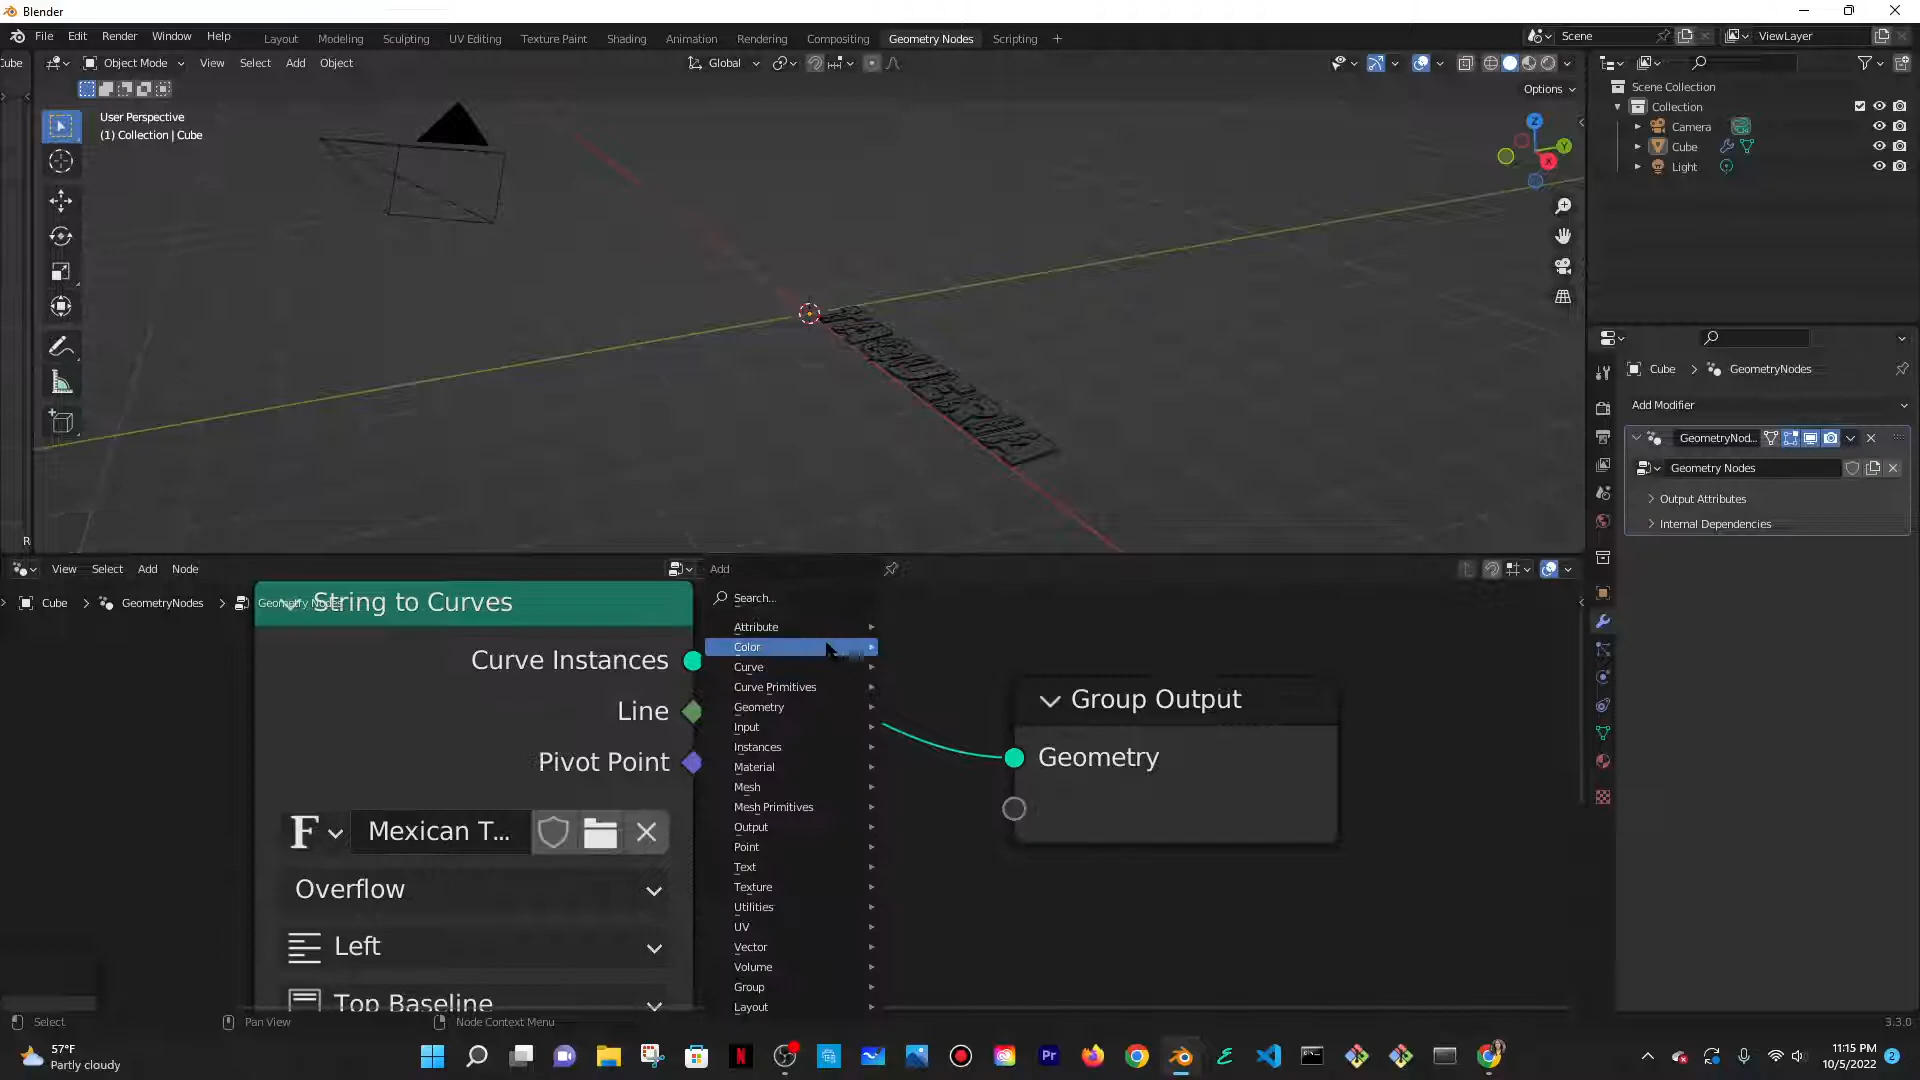 Blender
File Edit Render Window Help
Layout Modeling Sculpting UV Editing Texture Paint Shading Animation Rendering Compositing Geometry Nodes Scripting +
Scene
ViewLayer
Object Mode View Select Add Object
Global
Options
User Perspective
(1) Collection | Cube
Z
Y
X
TAQUERIA
Scene Collection
Collection
Camera
Cube
Light
Cube > GeometryNodes
Add Modifier
GeometryNod...
Geometry Nodes
Output Attributes
Internal Dependencies
R
View Select Add Node
Cube > GeometryNodes > Geometry Nodes
String to Curves
Curve Instances
Line
Pivot Point
F Mexican T...
Overflow
Left
Top Baseline
Add
Search...
Attribute
Color
Curve
Curve Primitives
Geometry
Input
Instances
Material
Mesh
Mesh Primitives
Output
Point
Text
Texture
Utilities
UV
Vector
Volume
Group
Layout
Group Output
Geometry
Select
Pan View
Node Context Menu
3.3.0
57°F
Partly cloudy
N
Pr
11:15 PM
10/5/2022
2